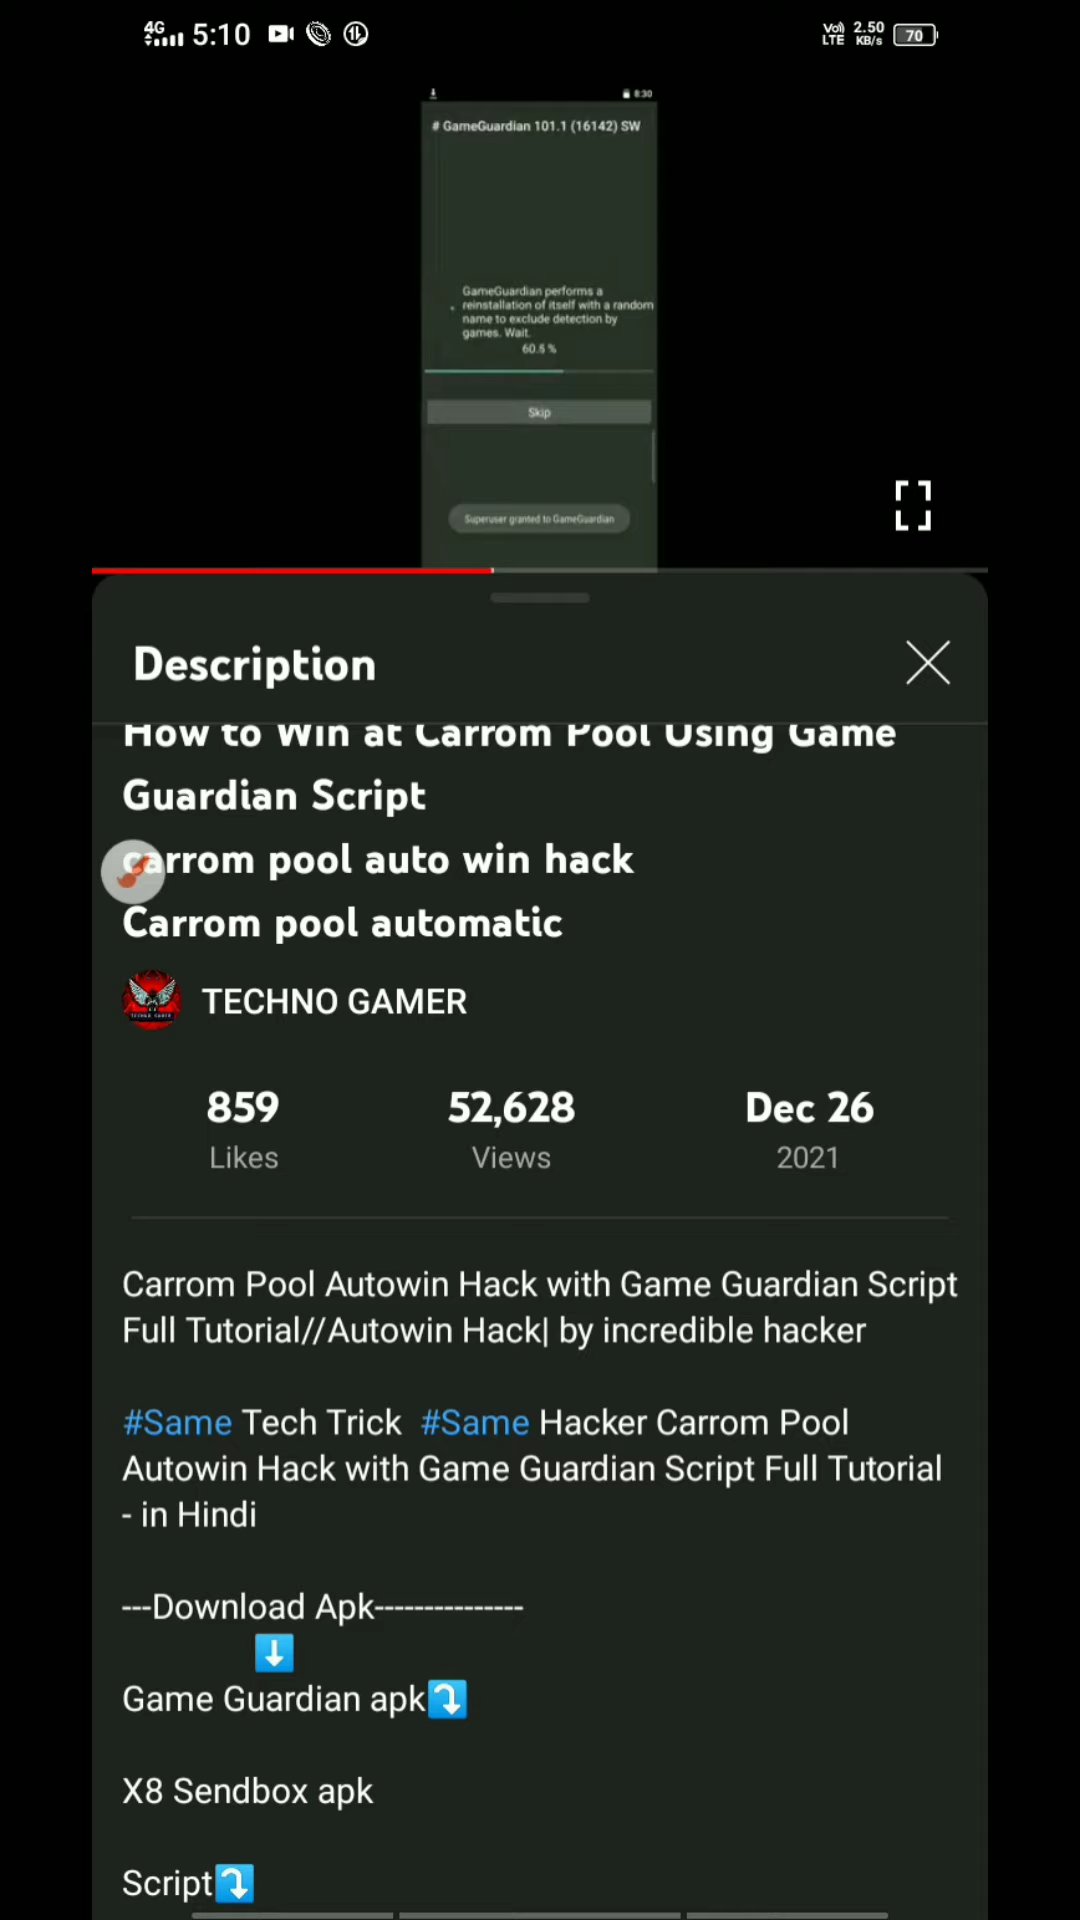 4G 5:10 Vo) LTE 2.50 KB/s 70
8:30
# GameGuardian 101.1 (16142) SW
GameGuardian performs a
reinstallation of itself with a random
name to exclude detection by
games. Wait.
60.5 %
Skip
Superuser granted to GameGuardian
Description
How to Win at Carrom Pool Using Game
Guardian Script
carrom pool auto win hack
Carrom pool automatic
TECHNO GAMER
859 52,628 Dec 26
Likes Views 2021
Carrom Pool Autowin Hack with Game Guardian Script
Full Tutorial//Autowin Hack| by incredible hacker
#Same Tech Trick #Same Hacker Carrom Pool
Autowin Hack with Game Guardian Script Full Tutorial
- in Hindi
---Download Apk---------------
Game Guardian apk
X8 Sendbox apk
Script